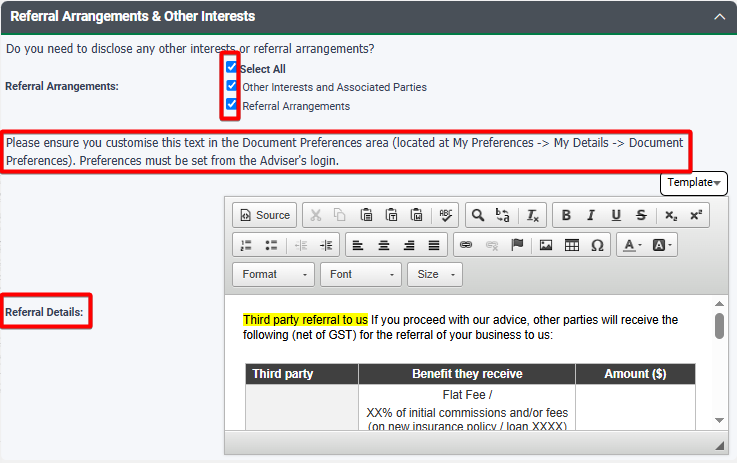 Referral Arrangements & Other Interests
Do you need to disclose any other interests or referral arrangements?
Select All
Referral Arrangements:
Other Interests and Associated Parties
Referral Arrangements
Please ensure you customise this text in the Document Preferences area (located at My Preferences -> My Details -> Document
Preferences). Preferences must be set from the Adviser's login.
Template
Source
ABC
B I U S x₂ x²
A A
Format Font Size
Referral Details:
Third party referral to us If you proceed with our advice, other parties will receive the
following (net of GST) for the referral of your business to us:
Third party Benefit they receive Amount ($)
Flat Fee /
XX% of initial commissions and/or fees
(on new insurance policy / loan XXXX)